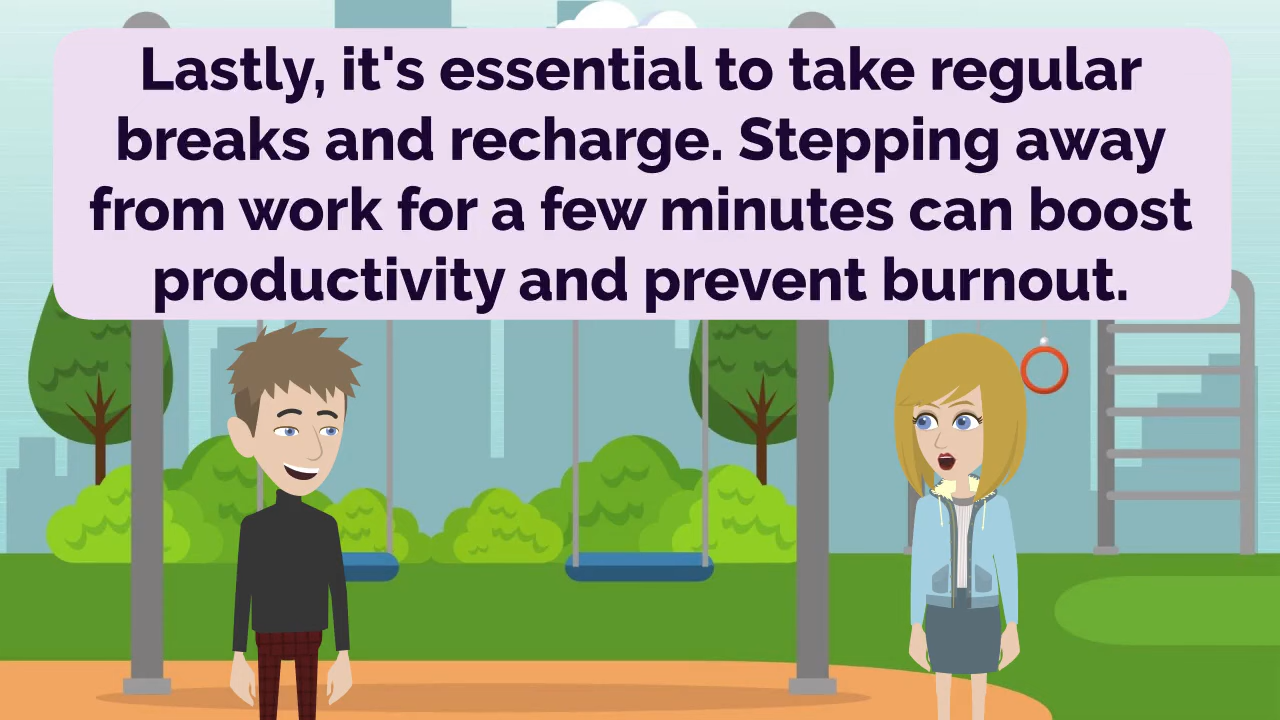 Lastly, it's essential to take regular
breaks and recharge. Stepping away
from work for a few minutes can boost
productivity and prevent burnout.